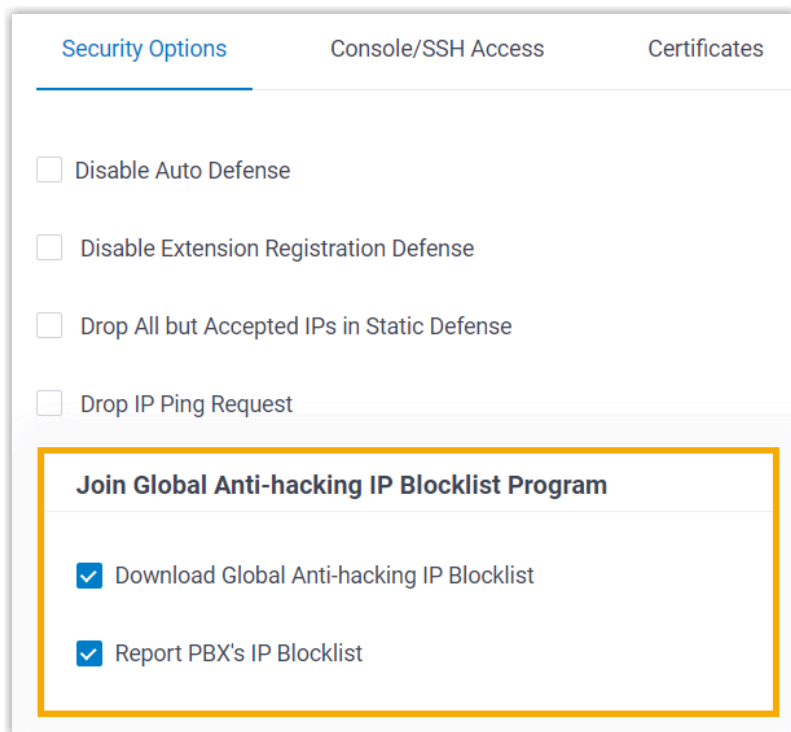 Security Options Console/SSH Access Certificates
Disable Auto Defense
Disable Extension Registration Defense
Drop All but Accepted IPs in Static Defense
Drop IP Ping Request
Join Global Anti-hacking IP Blocklist Program
Download Global Anti-hacking IP Blocklist
Report PBX's IP Blocklist